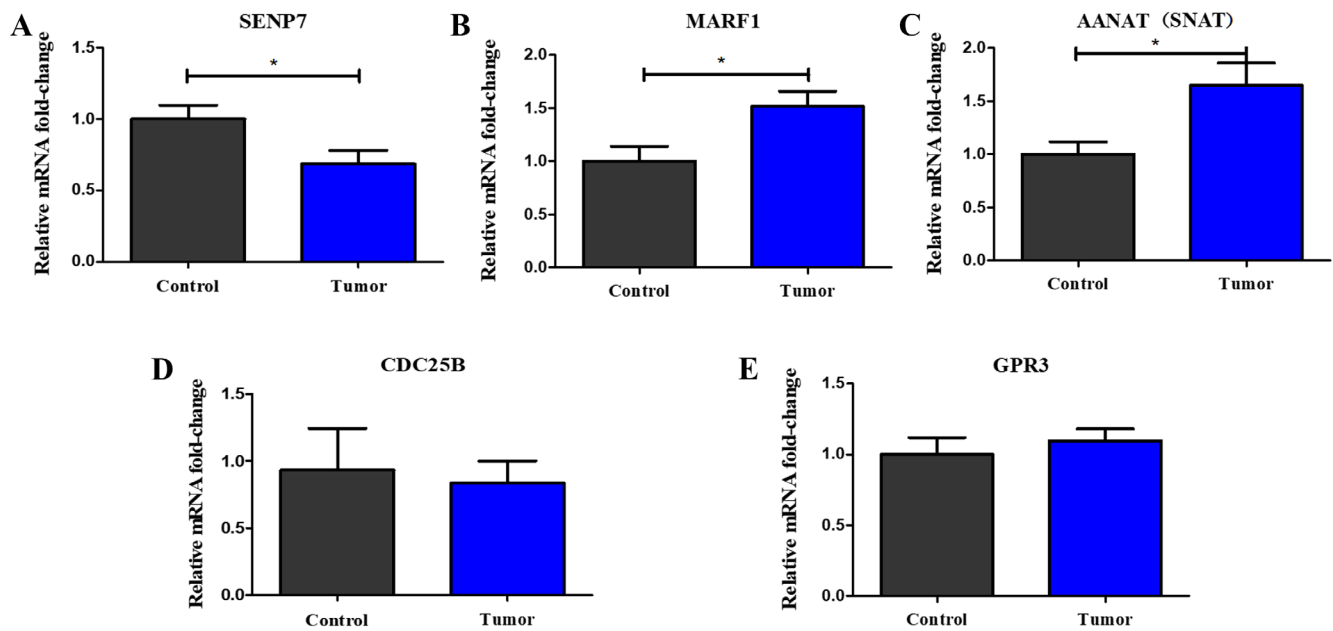 A
SENP7
Relative mRNA fold-change
1.5
1.0
0.5
0.0
*
Control
Tumor
B
MARF1
Relative mRNA fold-change
2.0
1.5
1.0
0.5
0.0
*
Control
Tumor
C
AANAT（SNAT）
Relative mRNA fold-change
2.0
1.5
1.0
0.5
0.0
*
Control
Tumor
D
CDC25B
Relative mRNA fold-change
1.5
1.0
0.5
0.0
Control
Tumor
E
GPR3
Relative mRNA fold-change
1.5
1.0
0.5
0.0
Control
Tumor